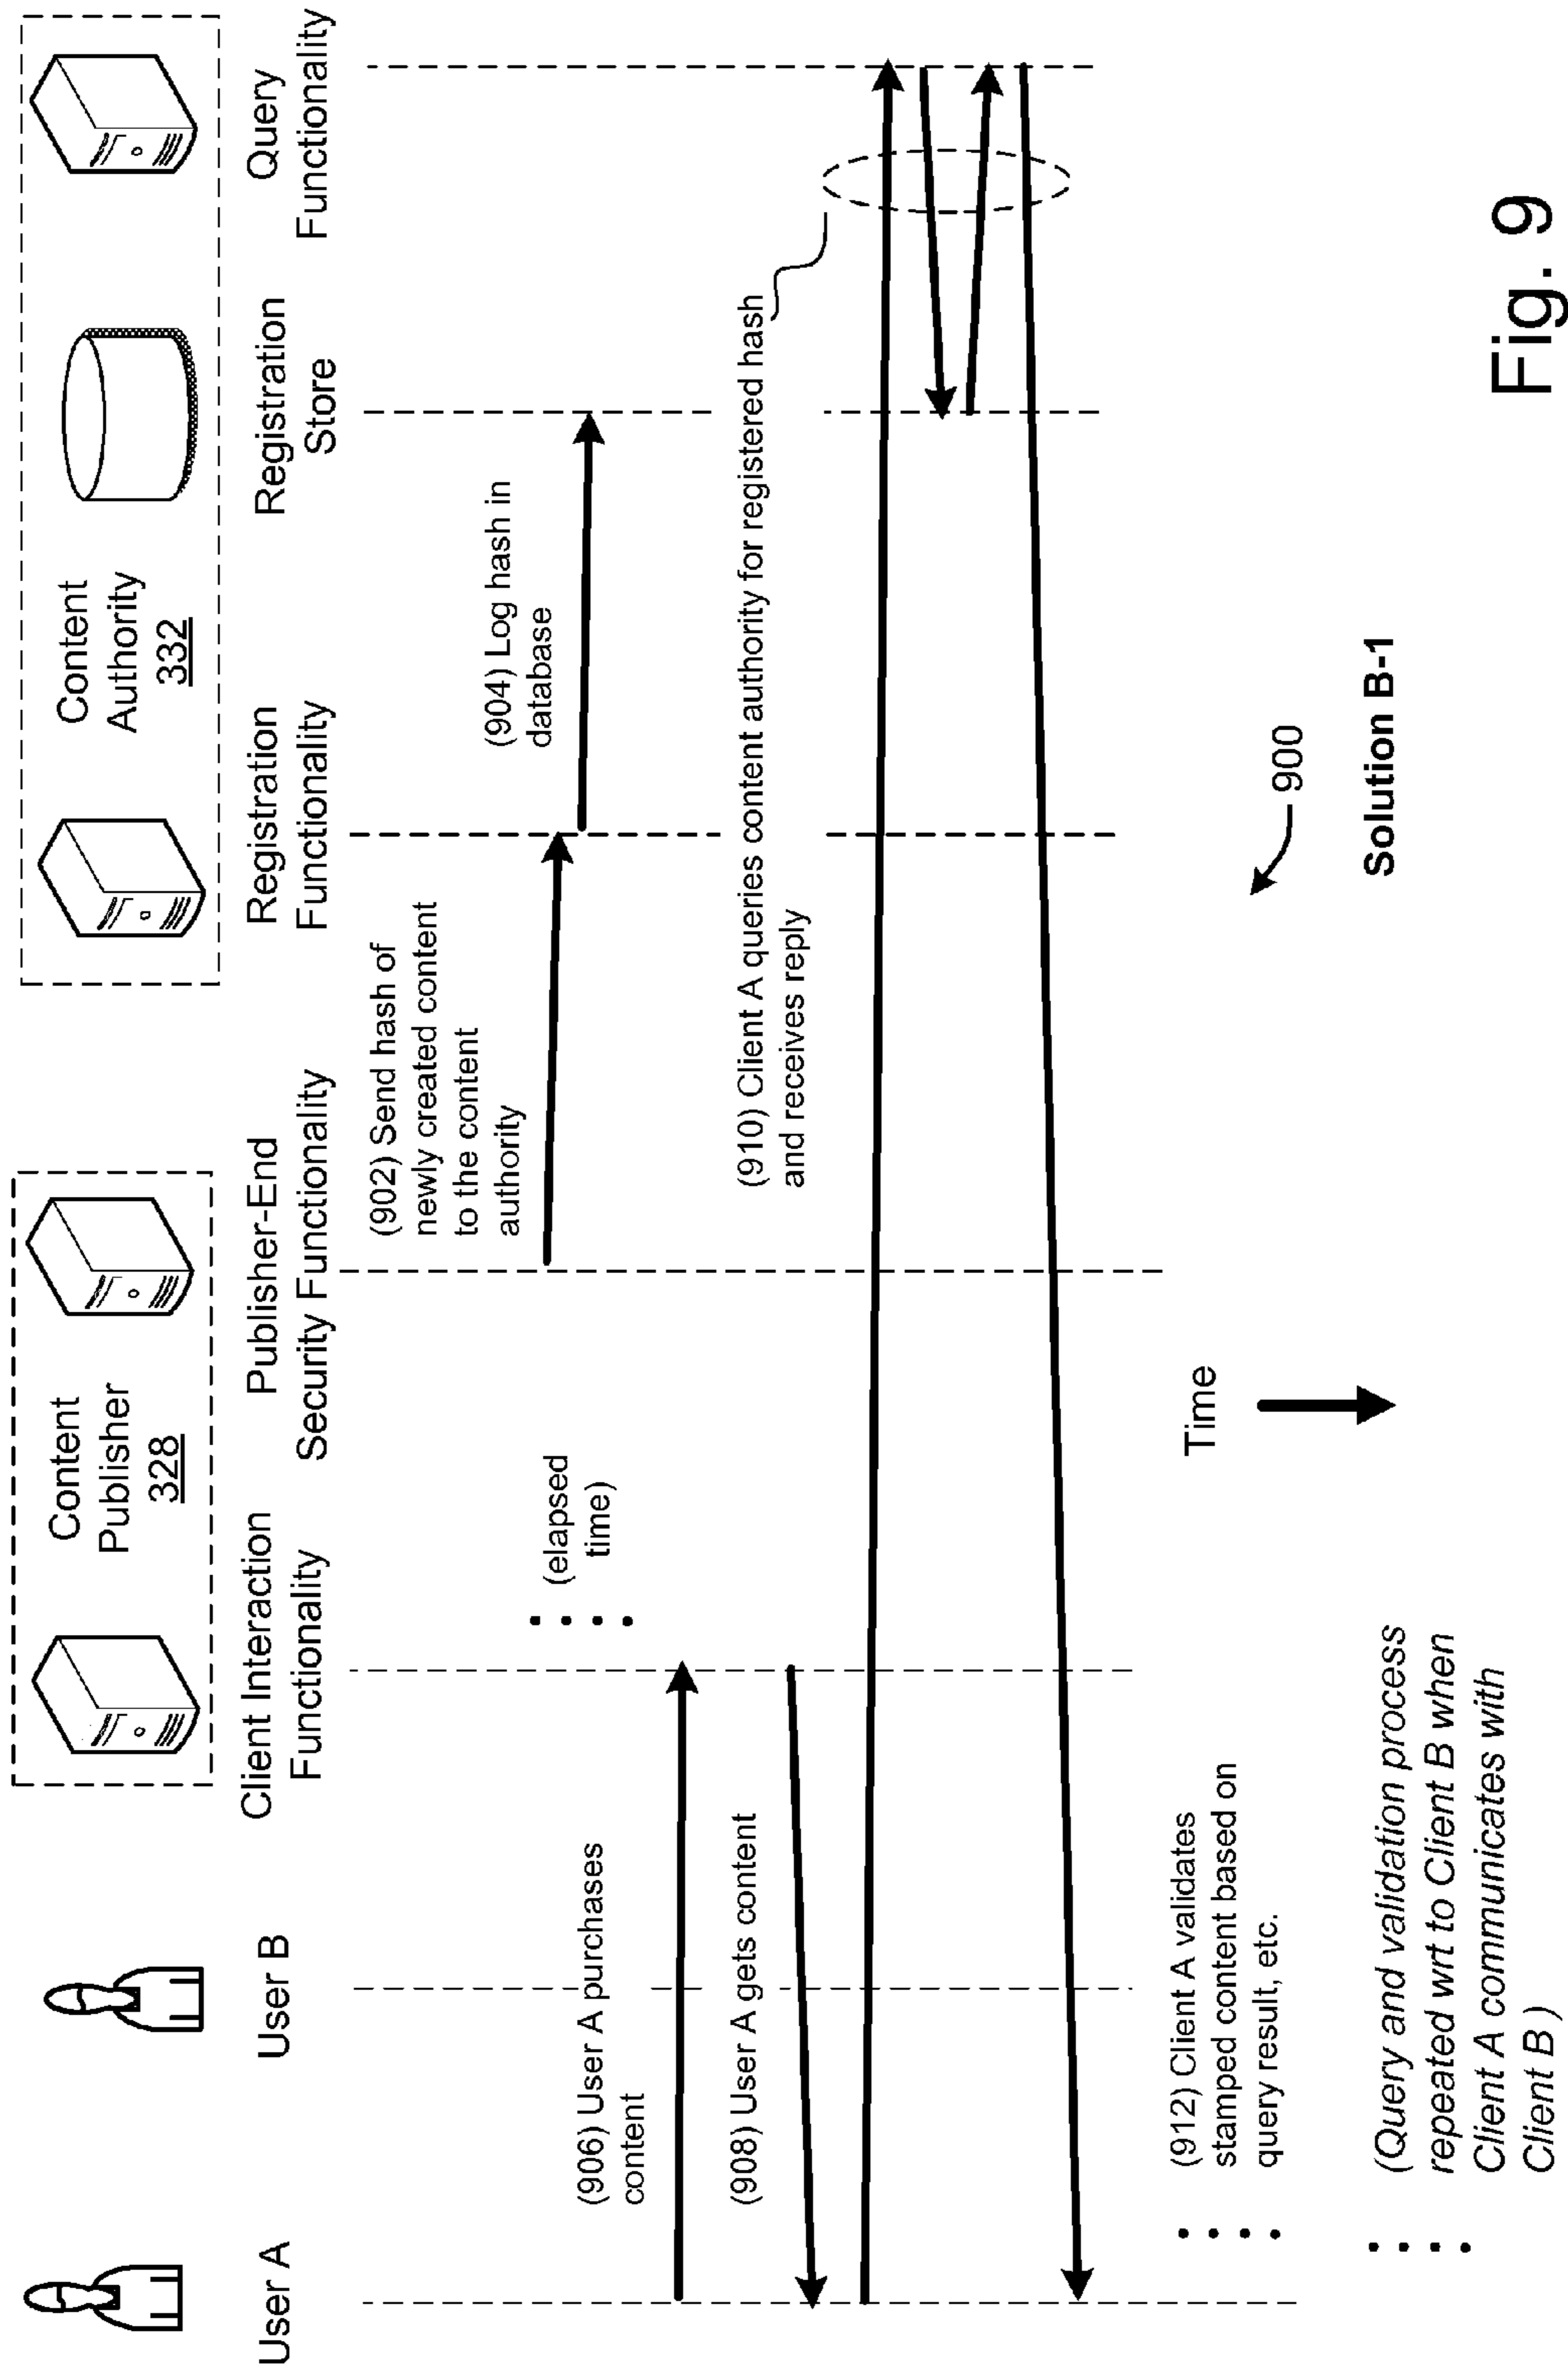 User A
User B
Content
Publisher
328
Client Interaction
Functionality
Publisher-End
Security Functionality
Content
Authority
332
Registration
Functionality
Registration
Store
Query
Functionality
(902) Send hash of
newly created content
to the content
authority
(904) Log hash in
database
(elapsed
time)
(906) User A purchases
content
(908) User A gets content
(910) Client A queries content authority for registered hash
and receives reply
(912) Client A validates
stamped content based on
query result, etc.
Time
900
(Query and validation process
repeated wrt to Client B when
Client A communicates with
Client B )
Solution B-1
Fig. 9